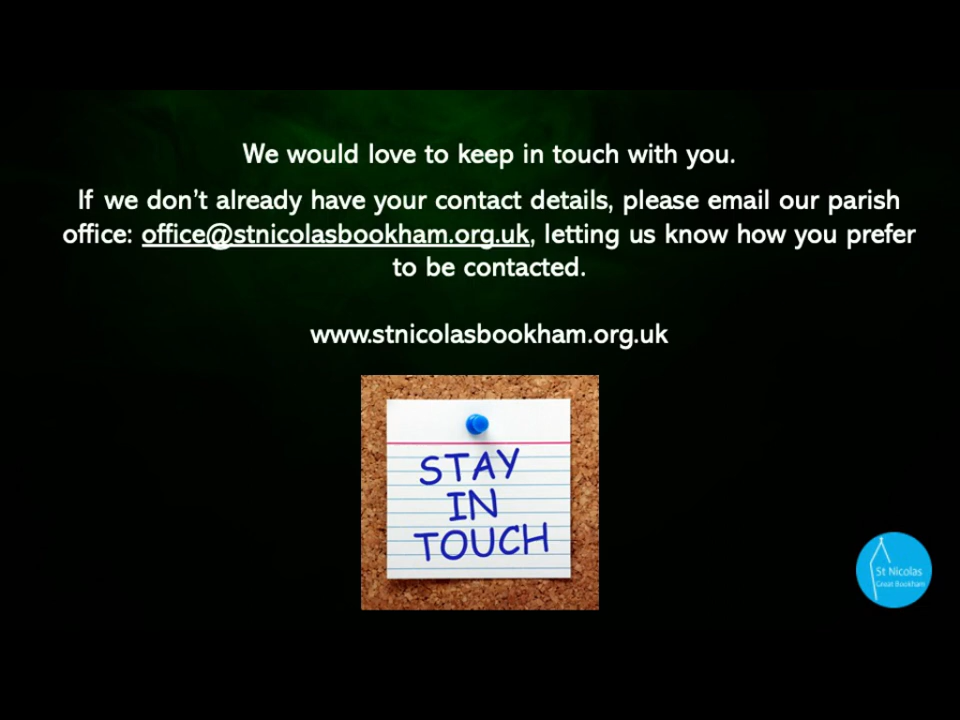 We would love to keep in touch with you.
If we don't already have your contact details, please email our parish
office: office@stnicolasbookham.org.uk, letting us know how you prefer
to be contacted.
www.stnicolasbookham.org.uk
STAY
IN
TOUCH
St Nicolas
Great Bookham